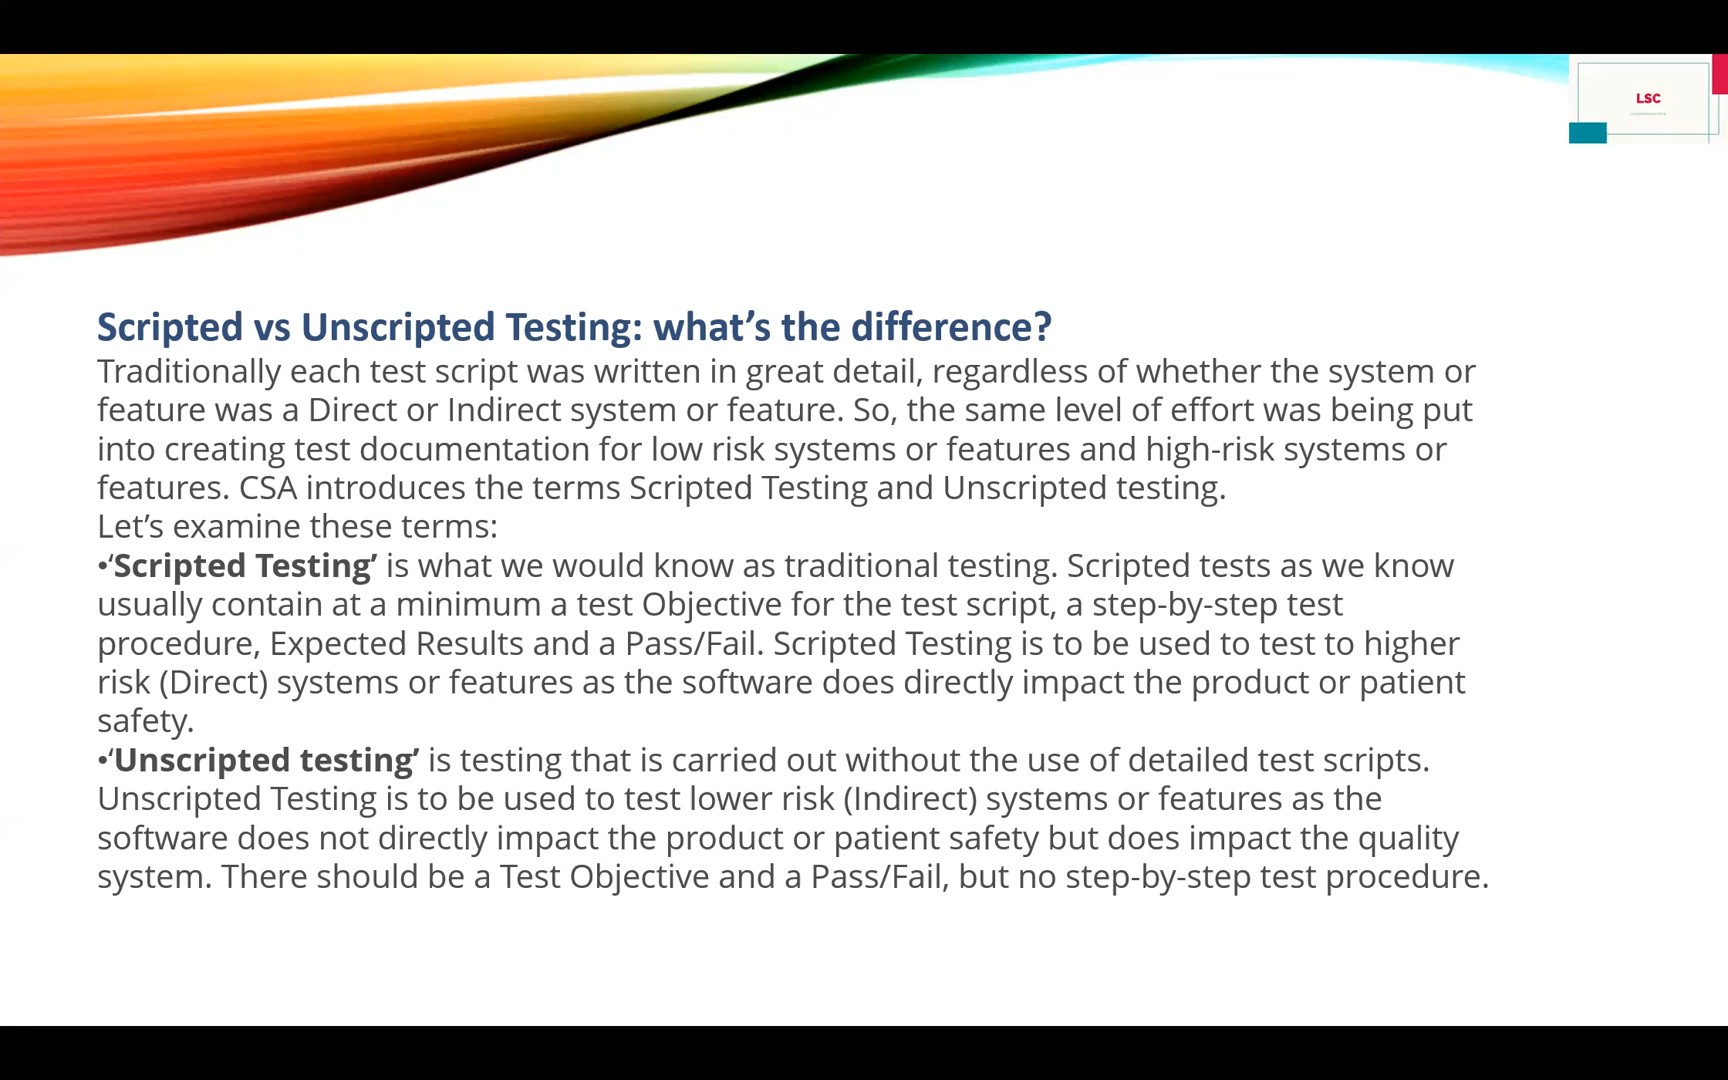 LSC
Scripted vs Unscripted Testing: what’s the difference?
Traditionally each test script was written in great detail, regardless of whether the system or
feature was a Direct or Indirect system or feature. So, the same level of effort was being put
into creating test documentation for low risk systems or features and high-risk systems or
features. CSA introduces the terms Scripted Testing and Unscripted testing.
Let’s examine these terms:
•‘Scripted Testing’ is what we would know as traditional testing. Scripted tests as we know
usually contain at a minimum a test Objective for the test script, a step-by-step test
procedure, Expected Results and a Pass/Fail. Scripted Testing is to be used to test to higher
risk (Direct) systems or features as the software does directly impact the product or patient
safety.
•‘Unscripted testing’ is testing that is carried out without the use of detailed test scripts.
Unscripted Testing is to be used to test lower risk (Indirect) systems or features as the
software does not directly impact the product or patient safety but does impact the quality
system. There should be a Test Objective and a Pass/Fail, but no step-by-step test procedure.